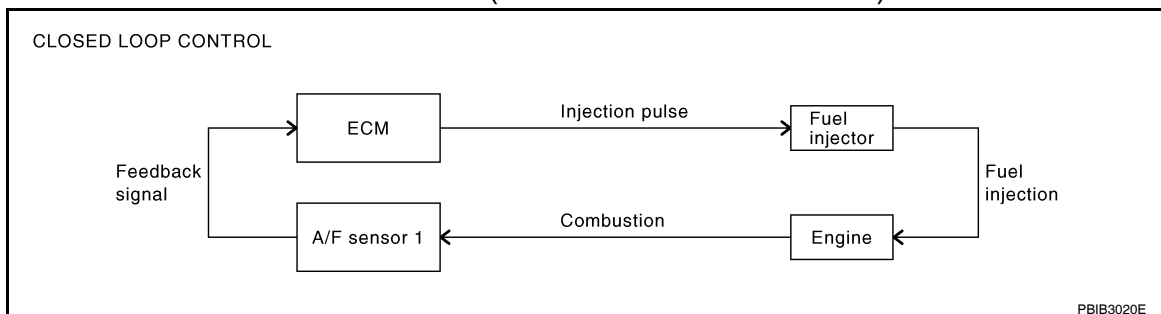 CLOSED LOOP CONTROL
ECM
Injection pulse
Fuel
injector
Feedback
signal
Fuel
injection
A/F sensor 1
Combustion
Engine
PBIB3020E